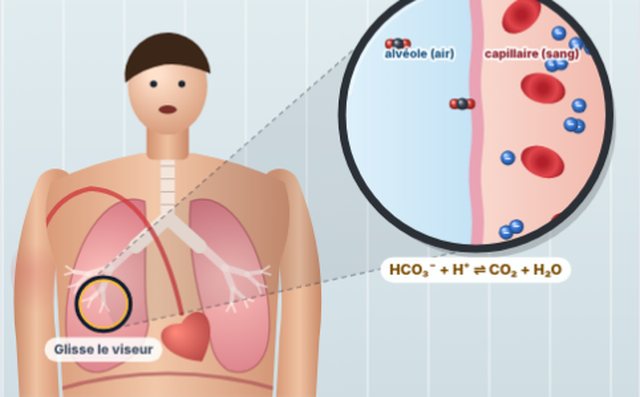 alvéole (air)
capillaire (sang)
HCO₃⁻ + H⁺ ⇌ CO₂ + H₂O
Glisse le viseur